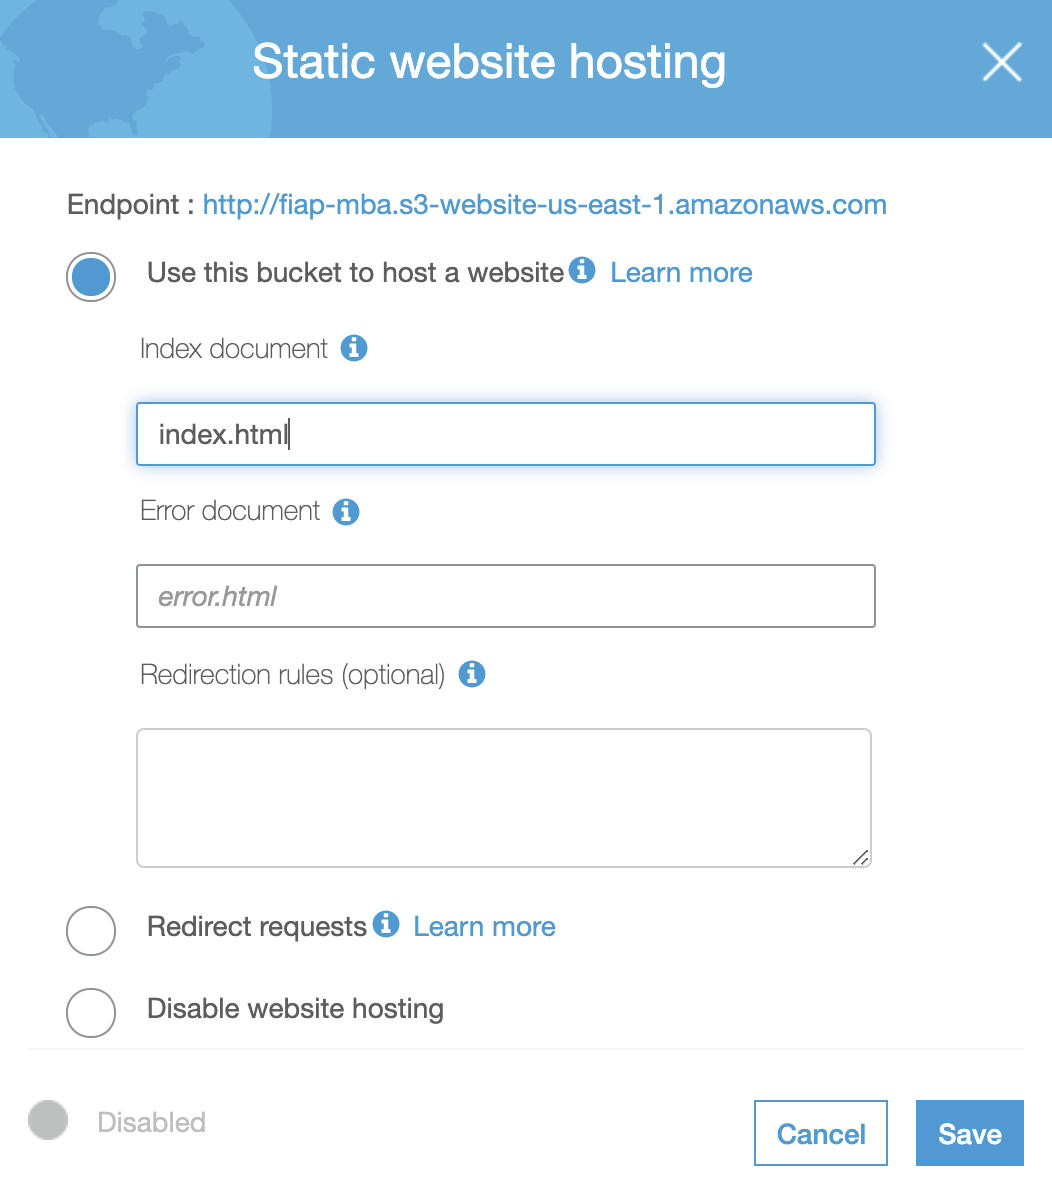 Static website hosting
Endpoint : http://fiap-mba.s3-website-us-east-1.amazonaws.com
Use this bucket to host a website Learn more
Index document
index.html
Error document
error.html
Redirection rules (optional)
Redirect requests Learn more
Disable website hosting
Disabled
Cancel
Save